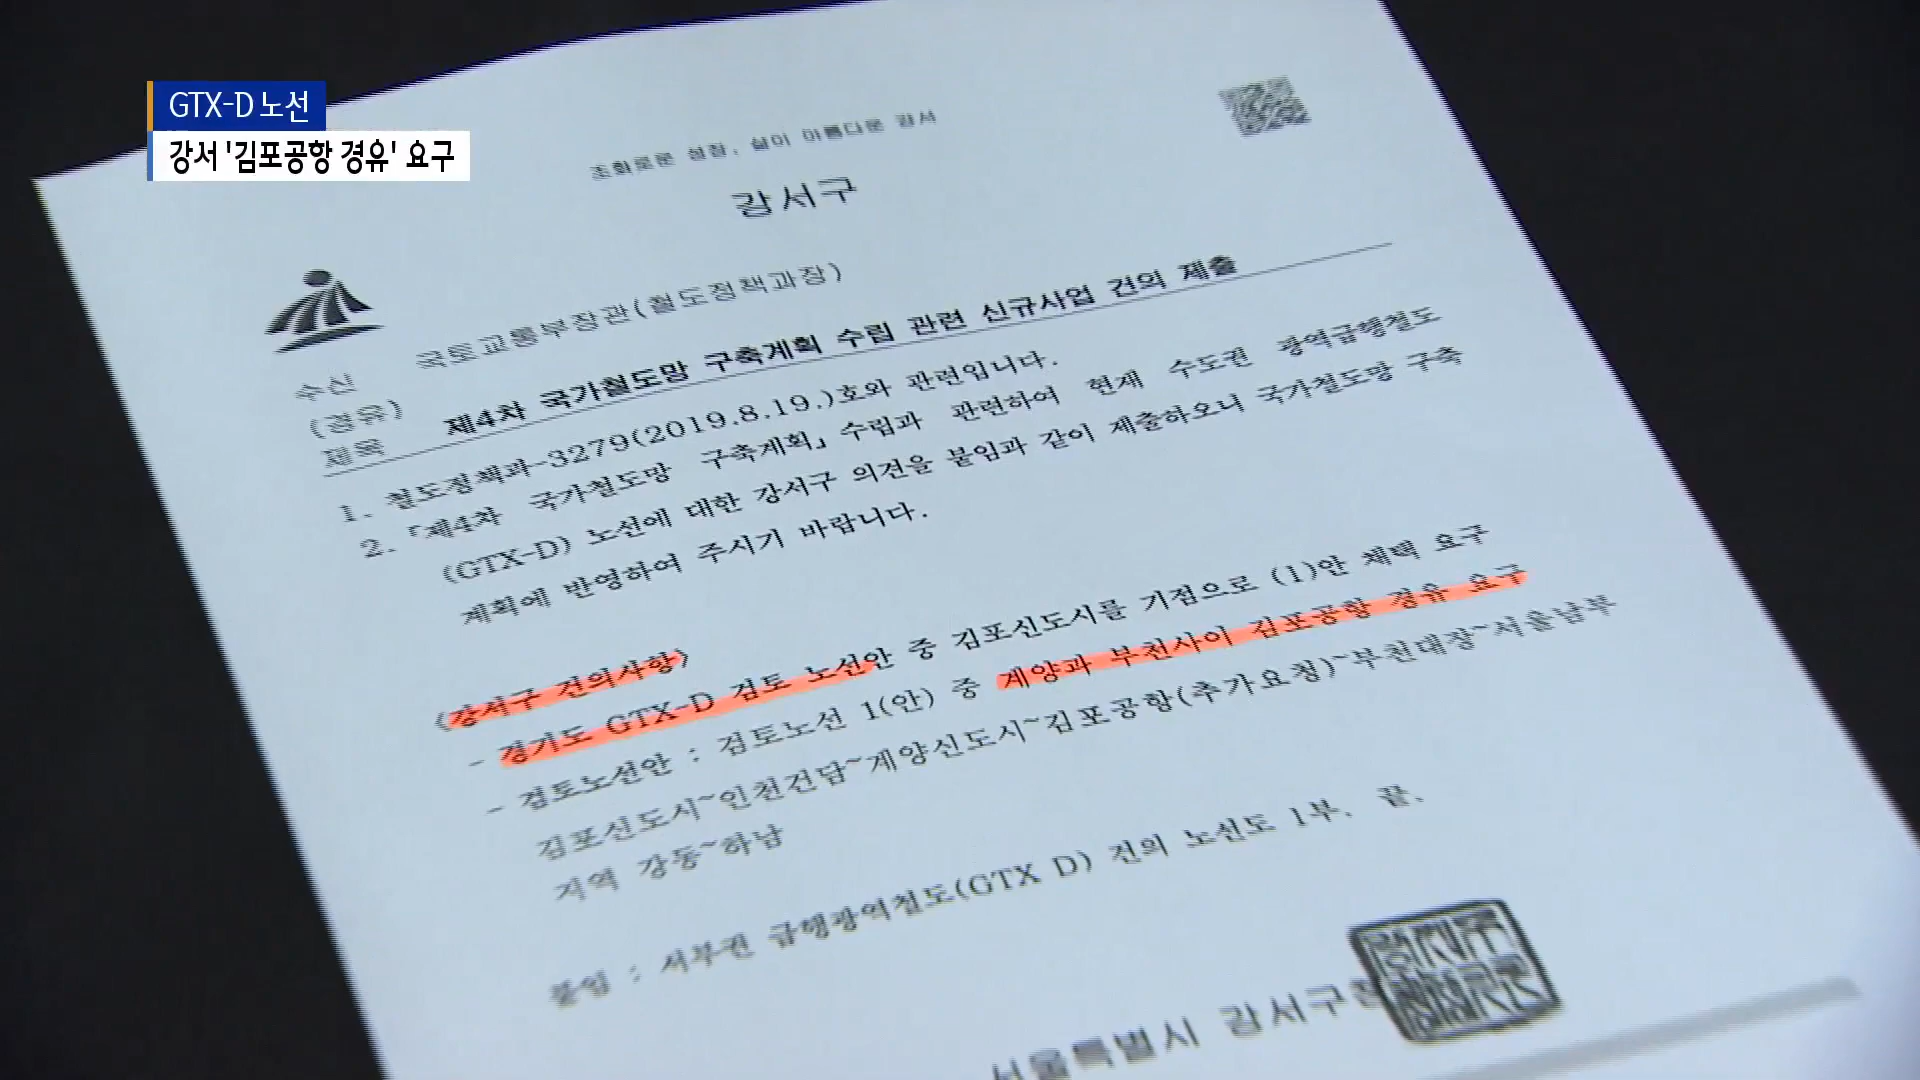 GTX-D 노선
강서 '김포공항 경유' 요구
조화로운 성장, 삶이 아름다운 강서
강서구
수신 국토교통부장관(철도정책과장)
(경유)
제목 제4차 국가철도망 구축계획 수립 관련 신규사업 건의 제출
1. 철도정책과-3279(2019.8.19.)호와 관련입니다.
2. 「제4차 국가철도망 구축계획」 수립과 관련하여 현재 수도권 광역급행철도
(GTX-D) 노선에 대한 강서구 의견을 붙임과 같이 제출하오니 국가철도망 구축
계획에 반영하여 주시기 바랍니다.
《강서구 건의사항》
- 경기도 GTX-D 검토 노선안 중 김포신도시를 기점으로 (1)안 채택 요구
- 검토노선안 : 검토노선 1(안) 중 계양과 부천사이 김포공항 경유 요구
김포신도시~인천검단~계양신도시~김포공항(추가요청)~부천대장~서울남부
지역 강동~하남
붙임 : 서부권 급행광역철도(GTX D) 건의 노선도 1부. 끝.
서울특별시 강서구청